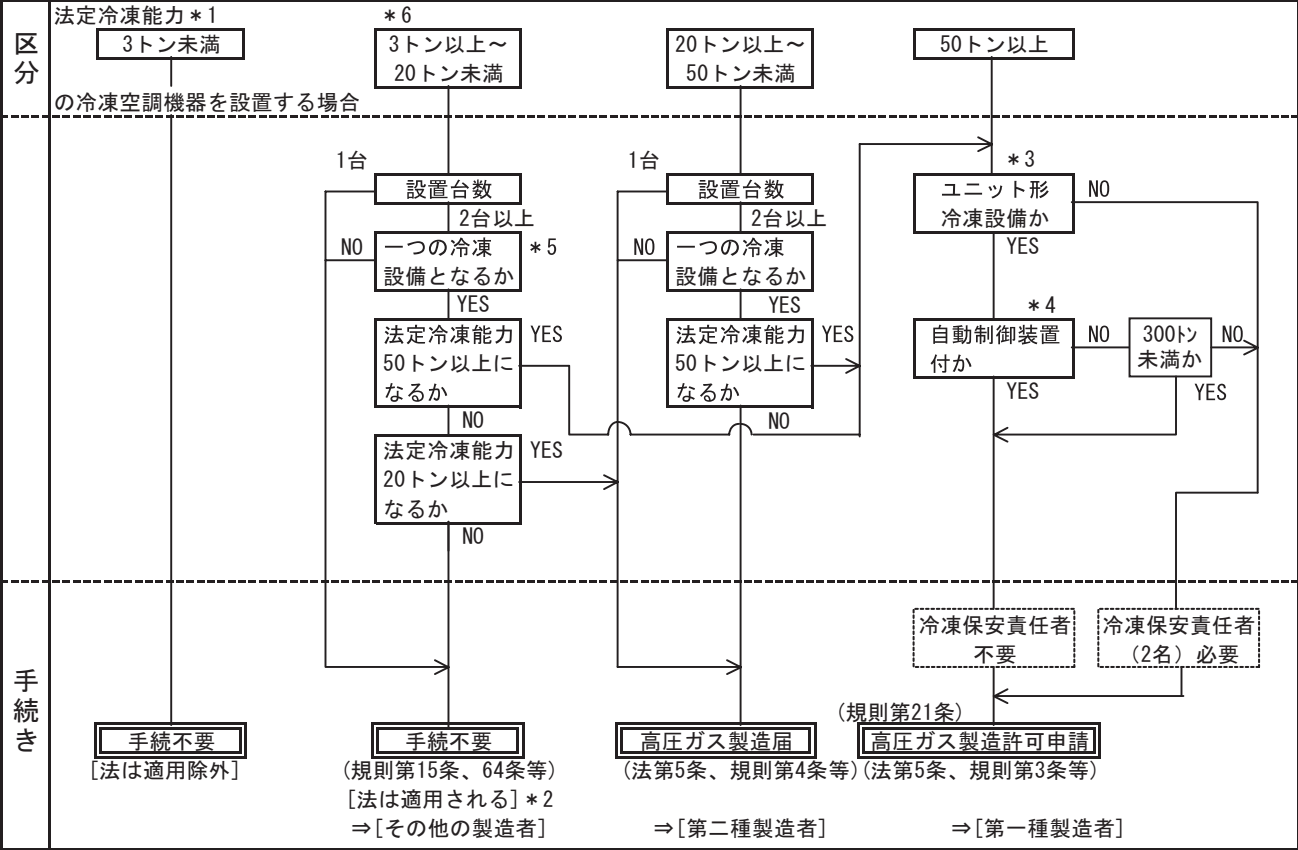 区分
法定冷凍能力＊1
3トン未満
の冷凍空調機器を設置する場合
＊6
3トン以上～
20トン未満
20トン以上～
50トン未満
50トン以上
手続き
1台
設置台数
2台以上
NO
一つの冷凍
設備となるか
＊5
YES
法定冷凍能力
50トン以上に
なるか
YES
NO
法定冷凍能力
20トン以上に
なるか
YES
NO
1台
設置台数
2台以上
NO
一つの冷凍
設備となるか
YES
法定冷凍能力
50トン以上に
なるか
YES
NO
＊3
ユニット形
冷凍設備か
NO
YES
＊4
自動制御装置
付か
NO
YES
300ﾄﾝ
未満か
NO
YES
冷凍保安責任者
不要
冷凍保安責任者
（2名）必要
手続不要
[法は適用除外]
手続不要
(規則第15条、64条等)
[法は適用される]＊2
⇒[その他の製造者]
高圧ガス製造届
(法第5条、規則第4条等)
⇒[第二種製造者]
(規則第21条)
高圧ガス製造許可申請
(法第5条、規則第3条等)
⇒[第一種製造者]